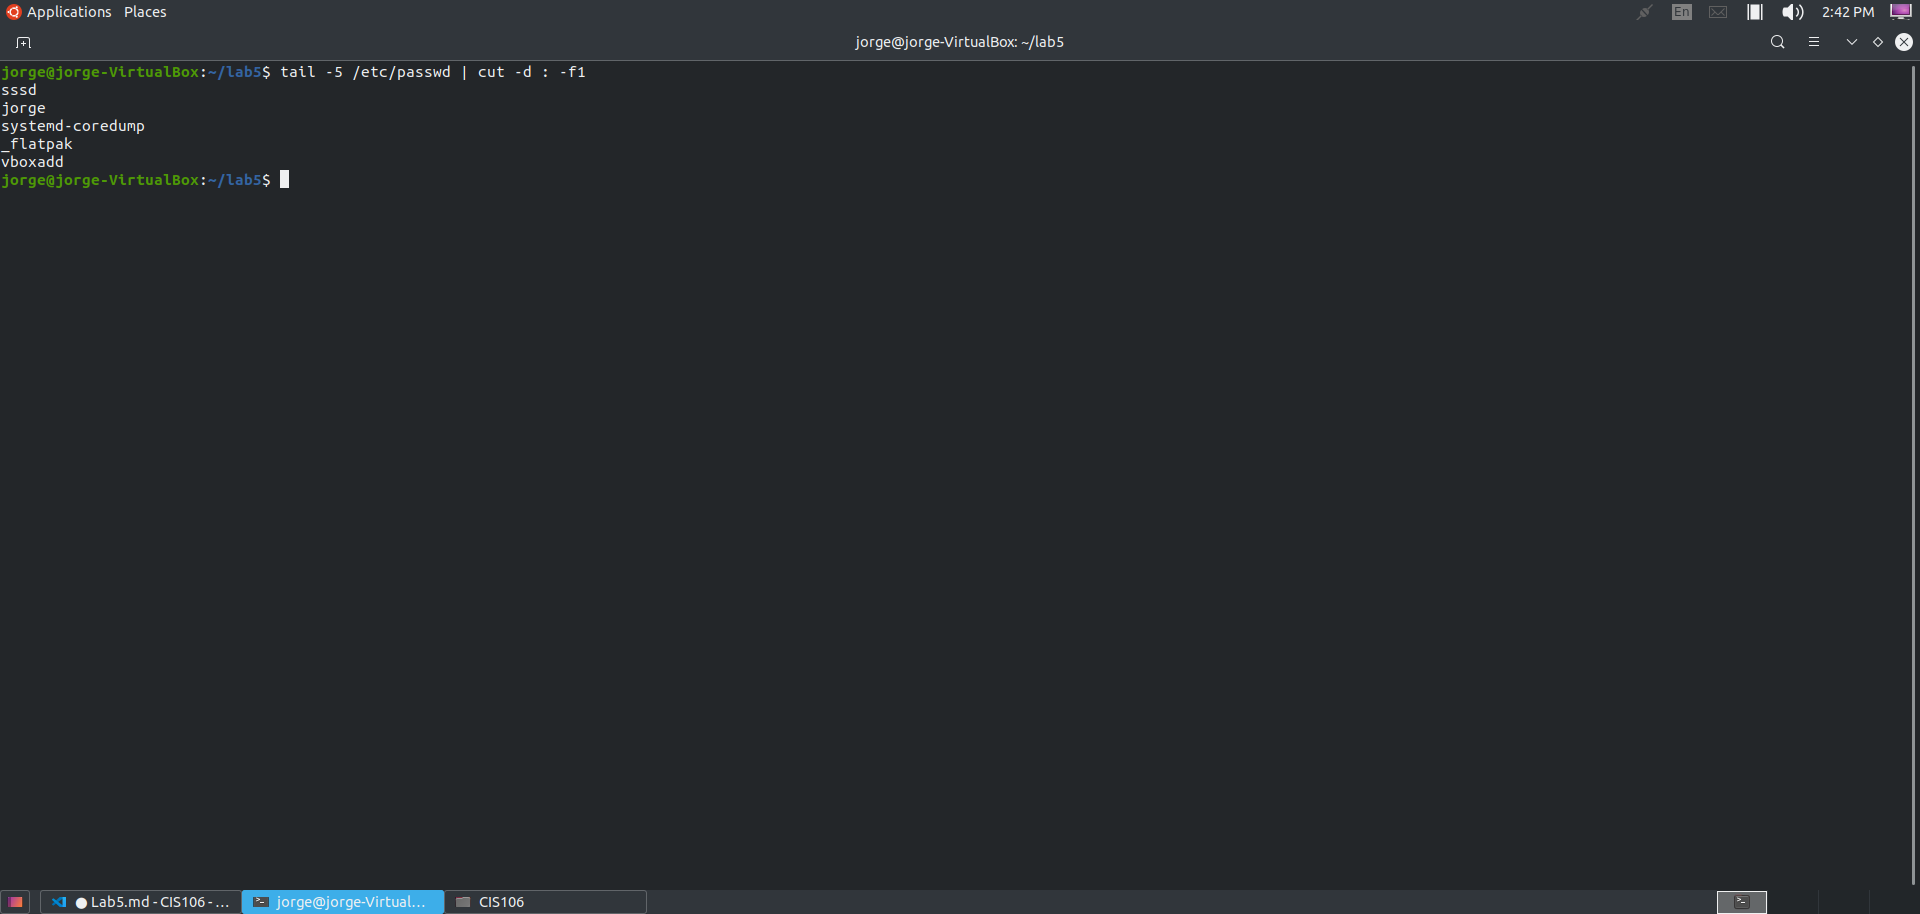 Applications Places En 2:42 PM
jorge@jorge-VirtualBox: ~/lab5
jorge@jorge-VirtualBox:~/lab5$ tail -5 /etc/passwd | cut -d : -f1
sssd
jorge
systemd-coredump
_flatpak
vboxadd
jorge@jorge-VirtualBox:~/lab5$
Lab5.md - CIS106 - ... jorge@jorge-Virtual... CIS106